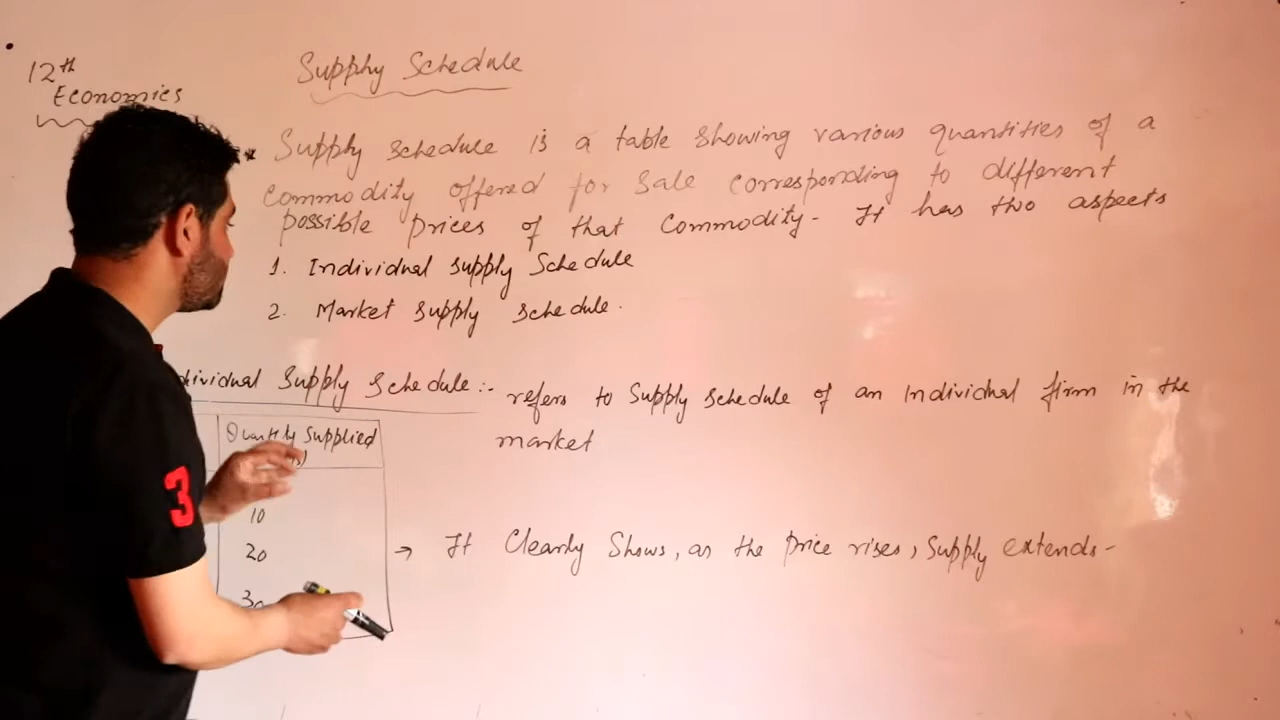 12th
Economics
Supply Schedule
Supply schedule is a table showing various quantities of a
commodity offered for sale corresponding to different
possible prices of that commodity- It has two aspects
1. Individual supply Schedule
2. Market supply schedule.
dividual Supply Schedule :- refers to Supply schedule of an Individual firm in the
market
Quantity Supplied
10
20
→ It Clearly Shows, as the price rises, Supply extends-
30
3